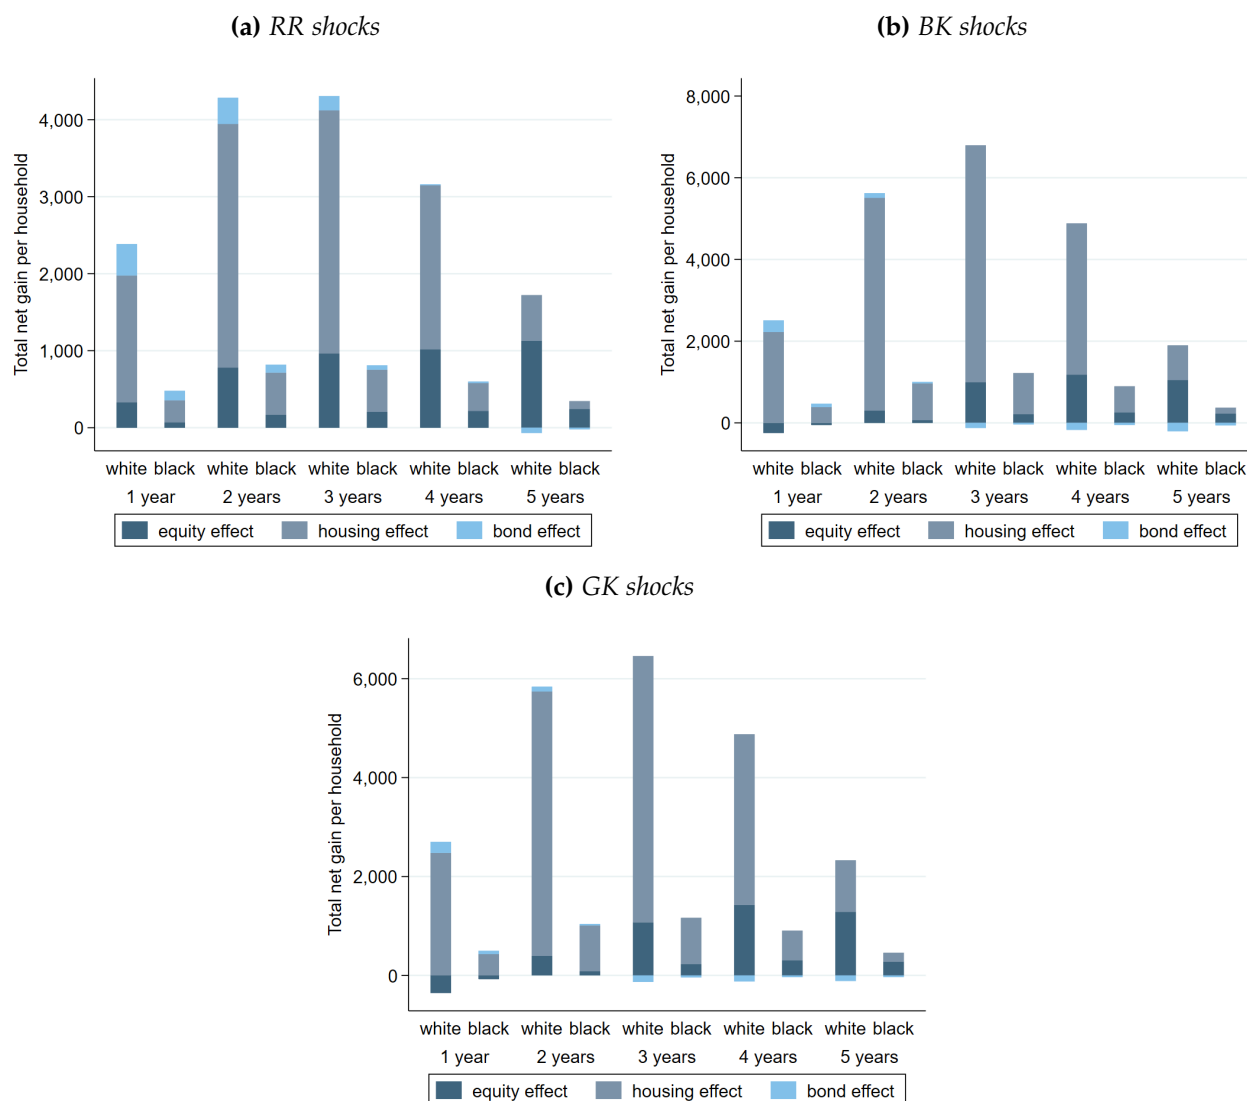 (a) RR shocks
Total net gain per household
4,000
3,000
2,000
1,000
0
white black white black white black white black white black
1 year 2 years 3 years 4 years 5 years
equity effect housing effect bond effect
(b) BK shocks
Total net gain per household
8,000
6,000
4,000
2,000
0
white black white black white black white black white black
1 year 2 years 3 years 4 years 5 years
equity effect housing effect bond effect
(c) GK shocks
Total net gain per household
6,000
4,000
2,000
0
white black white black white black white black white black
1 year 2 years 3 years 4 years 5 years
equity effect housing effect bond effect